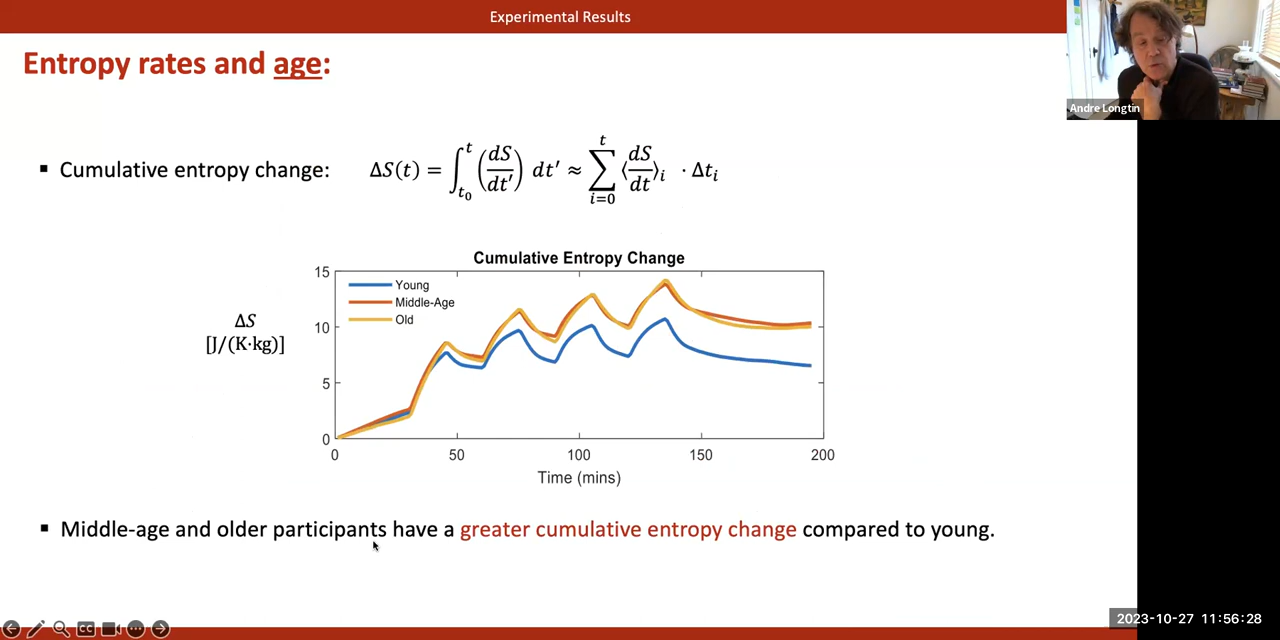 Experimental Results
Entropy rates and age:
Andre Longtin
▪ Cumulative entropy change: ΔS(t) = ∫_{t₀}^{t} (dS/dt′) dt′ ≈ ∑_{i=0}^{t} ⟨dS/dt⟩ᵢ · Δtᵢ
Cumulative Entropy Change
15
10
5
0
Young
Middle-Age
Old
ΔS
[J/(K·kg)]
0 50 100 150 200
Time (mins)
▪ Middle-age and older participants have a greater cumulative entropy change compared to young.
CC
2023-10-27 11:56:28